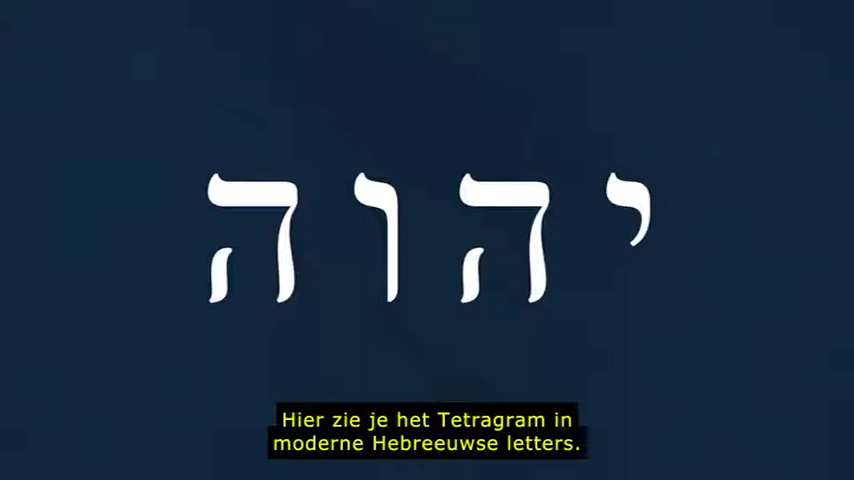 יהוה
Hier zie je het Tetragram in
moderne Hebreeuwse letters.